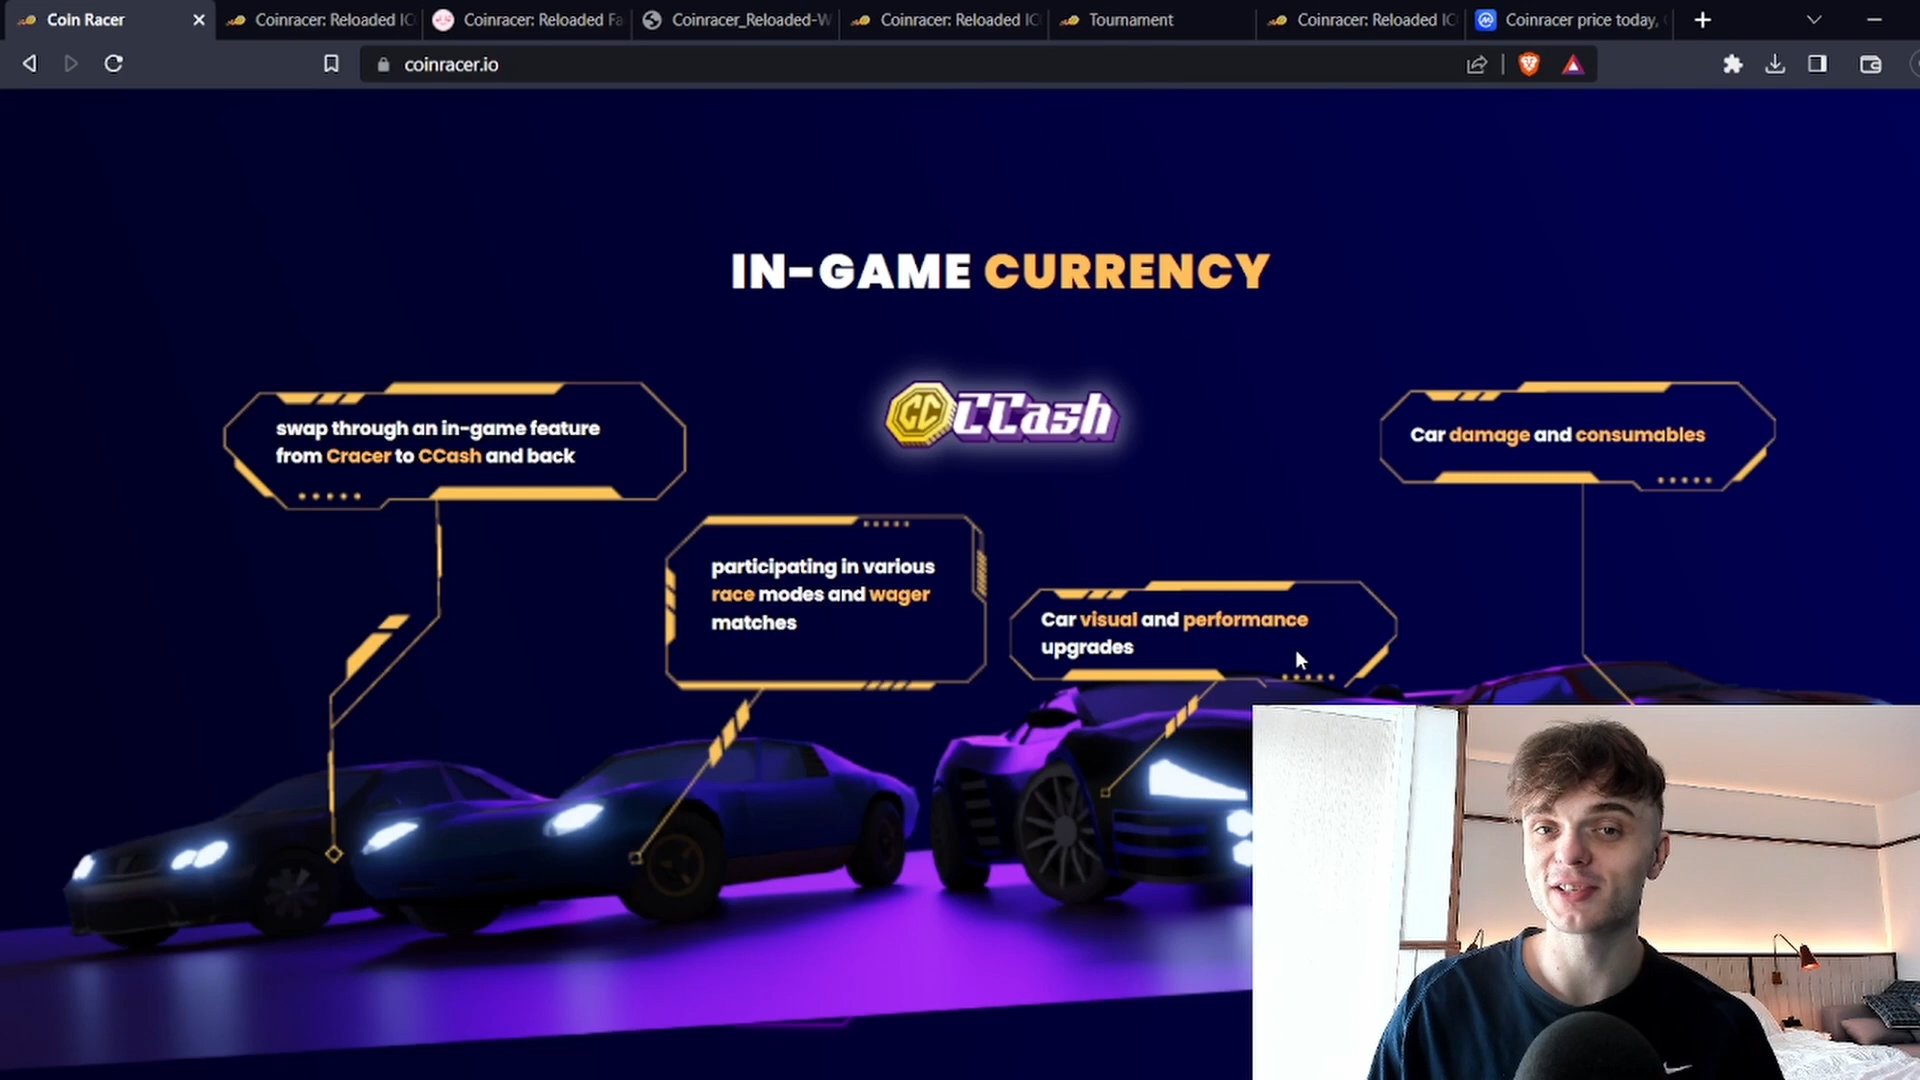 Coin Racer
Coinracer: Reloaded IC
Coinracer: Reloaded Fa
Coinracer_Reloaded-W
Coinracer: Reloaded IC
Tournament
Coinracer: Reloaded IC
Coinracer price today,
coinracer.io
IN-GAME CURRENCY
CC CCash
swap through an in-game feature
from Cracer to CCash and back
Car damage and consumables
participating in various
race modes and wager
matches
Car visual and performance
upgrades